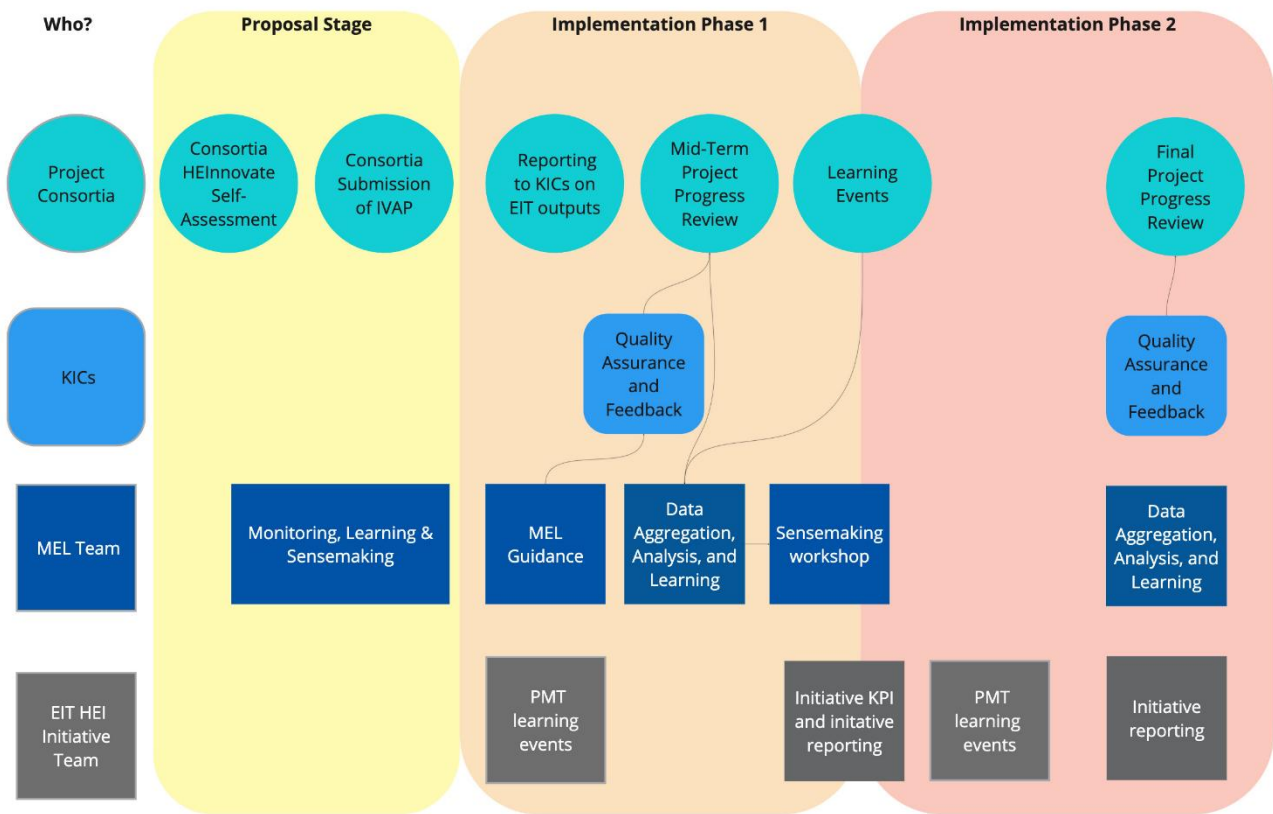 Who?
Proposal Stage
Implementation Phase 1
Implementation Phase 2
Project
Consortia
Consortia
HEInnovate
Self-
Assessment
Consortia
Submission
of IVAP
Reporting
to KICs on
EIT outputs
Mid-Term
Project
Progress
Review
Learning
Events
Final
Project
Progress
Review
KICs
Quality
Assurance
and
Feedback
Quality
Assurance
and
Feedback
MEL Team
Monitoring, Learning &
Sensemaking
MEL
Guidance
Data
Aggregation,
Analysis, and
Learning
Sensemaking
workshop
Data
Aggregation,
Analysis, and
Learning
EIT HEI
Initiative
Team
PMT
learning
events
Initiative KPI
and initative
reporting
PMT
learning
events
Initiative
reporting